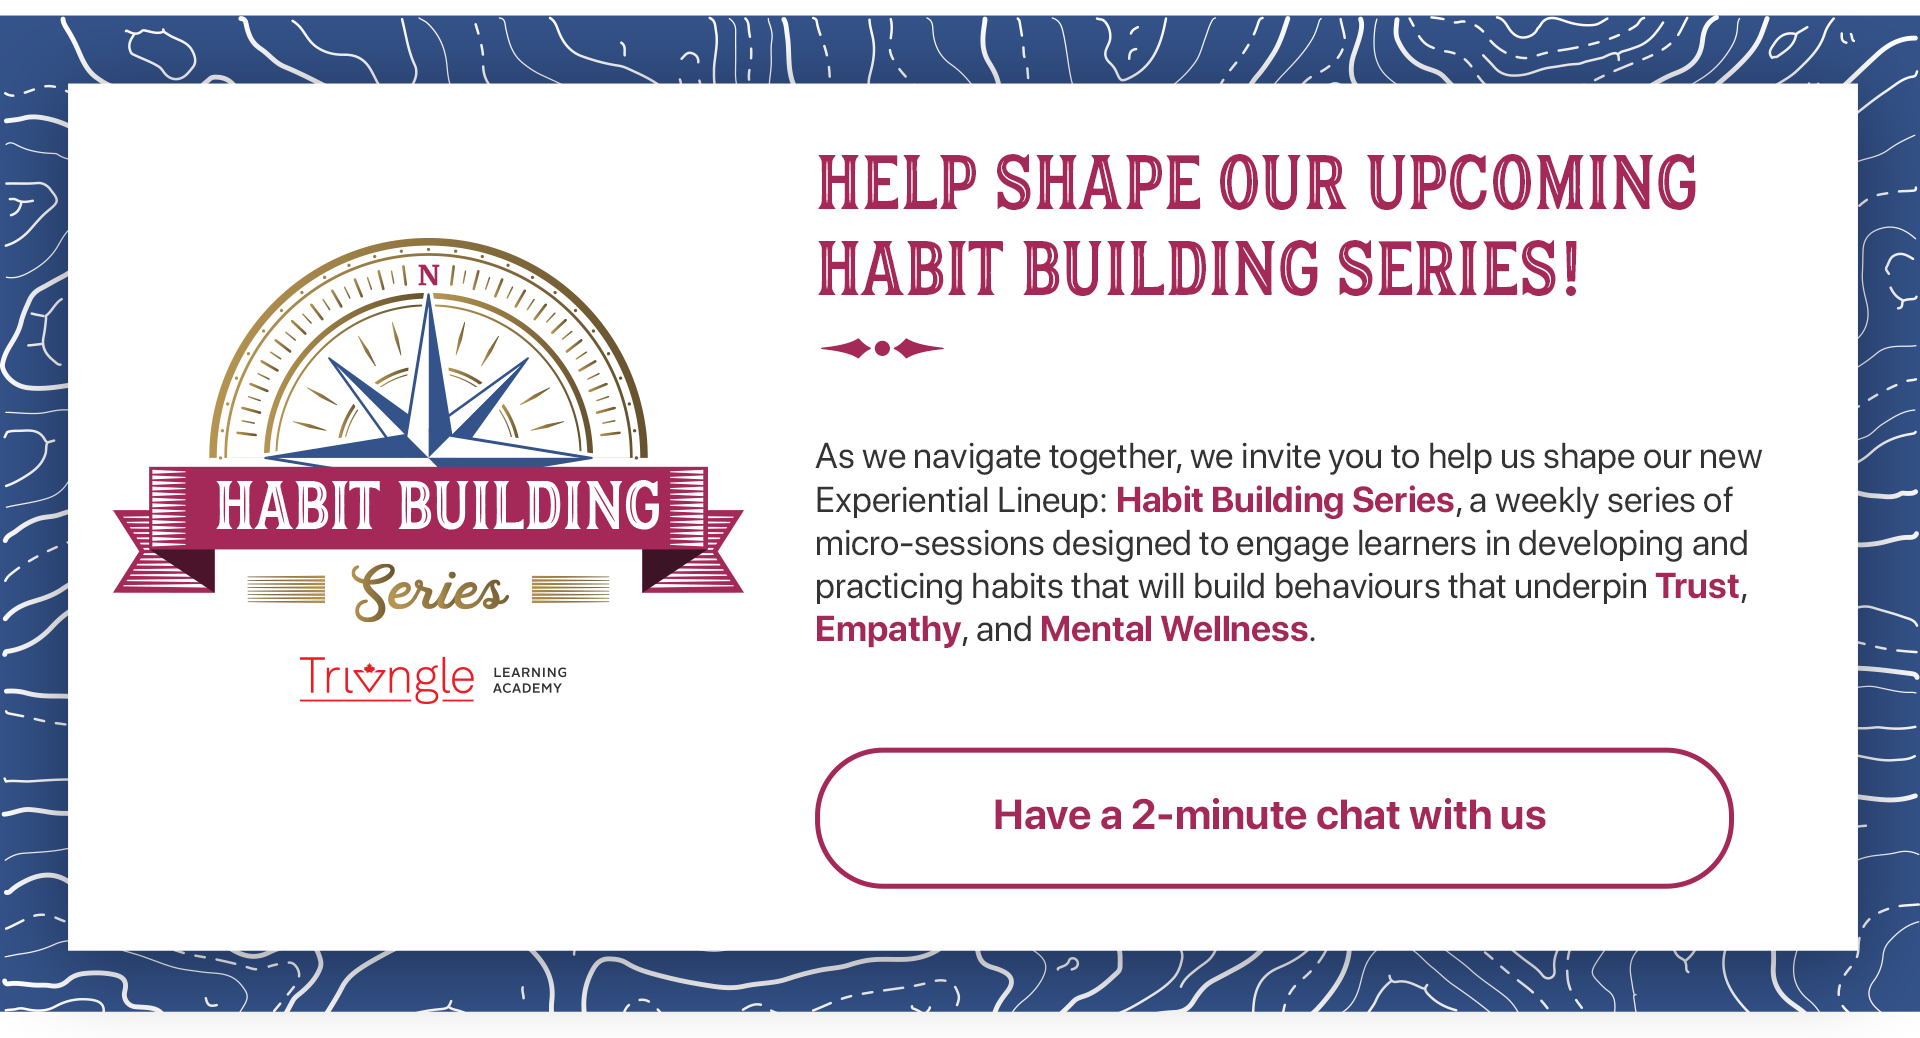 HELP SHAPE OUR UPCOMING
HABIT BUILDING SERIES!
N
HABIT BUILDING
Series
Triangle
LEARNING
ACADEMY
As we navigate together, we invite you to help us shape our new
Experiential Lineup: Habit Building Series, a weekly series of
micro-sessions designed to engage learners in developing and
practicing habits that will build behaviours that underpin Trust,
Empathy, and Mental Wellness.
Have a 2-minute chat with us